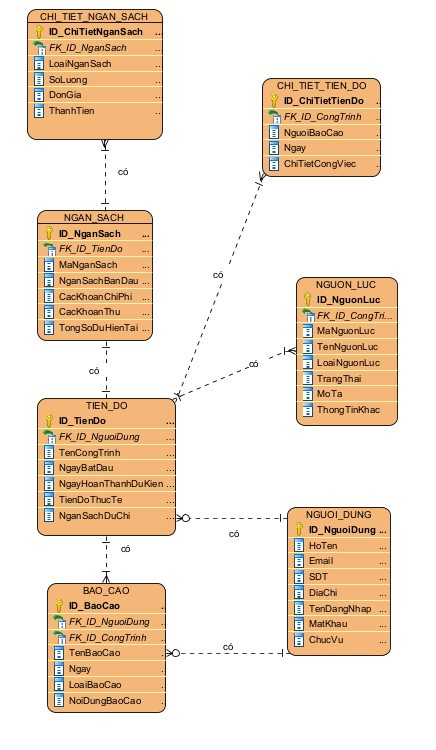 CHI_TIET_NGAN_SACH
ID_ChiTietNganSach ...
FK_ID_NganSach ...
LoaiNganSach ...
SoLuong ...
DonGia ...
ThanhTien ...
có
CHI_TIET_TIEN_DO
ID_ChiTietTienDo .
FK_ID_CongTrinh .
NguoiBaoCao .
Ngay .
ChiTietCongViec .
có
NGAN_SACH
ID_NganSach ...
FK_ID_TienDo ...
MaNganSach ...
NganSachBanDau ...
CacKhoanChiPhi ...
CacKhoanThu ...
TongSoDuHienTai ...
có
NGUON_LUC
ID_NguonLuc
FK_ID_CongTri...
MaNguonLuc
TenNguonLuc
LoaiNguonLuc
TrangThai
MoTa
ThongTinKhac
có
TIEN_DO
ID_TienDo ...
FK_ID_NguoiDung ...
TenCongTrinh ...
NgayBatDau ...
NgayHoanThanhDuKien ...
TienDoThucTe ...
NganSachDuChi ...
có
có
NGUOI_DUNG
ID_NguoiDung ...
HoTen ...
Email ...
SDT ...
DiaChi ...
TenDangNhap ...
MatKhau ...
ChucVu ...
BAO_CAO
ID_BaoCao ..
FK_ID_NguoiDung ..
FK_ID_CongTrinh ..
TenBaoCao ..
Ngay ..
LoaiBaoCao ..
NoiDungBaoCao ..
có